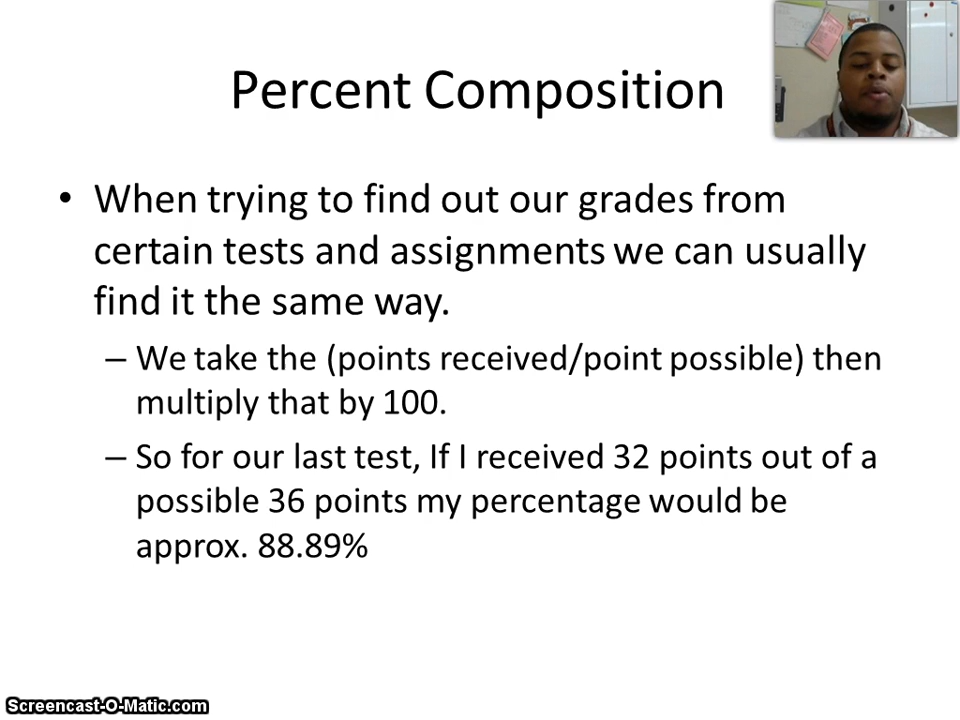 Percent Composition
• When trying to find out our grades from
certain tests and assignments we can usually
find it the same way.
– We take the (points received/point possible) then
multiply that by 100.
– So for our last test, If I received 32 points out of a
possible 36 points my percentage would be
approx. 88.89%
Screencast-O-Matic.com